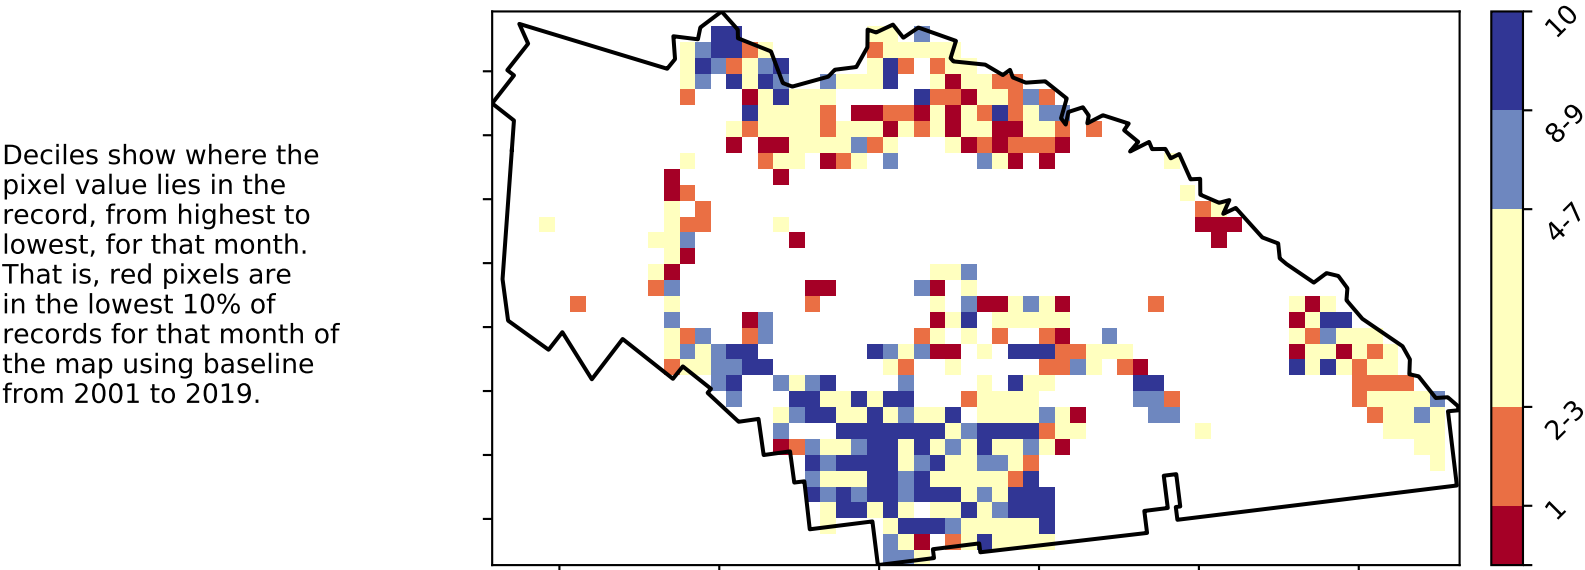 Deciles show where the
pixel value lies in the
record, from highest to
lowest, for that month.
That is, red pixels are
in the lowest 10% of
records for that month of
the map using baseline
from 2001 to 2019.
10
8-9
4-7
2-3
1